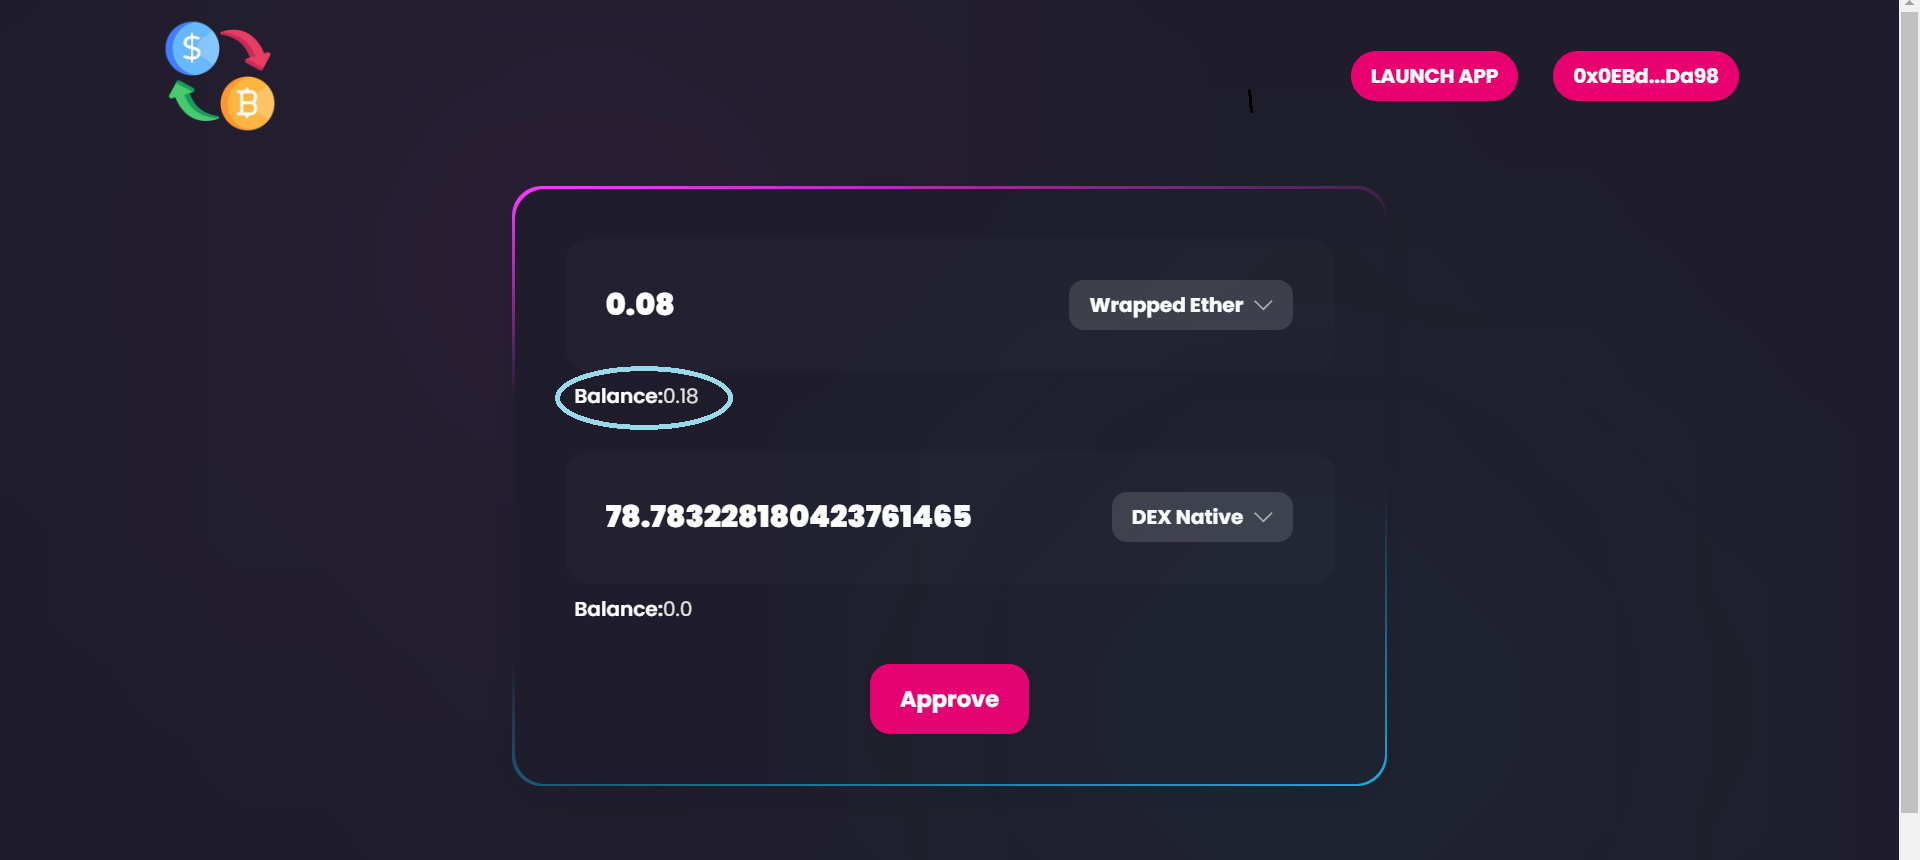 LAUNCH APP
0x0EBd...Da98
0.08
Wrapped Ether
Balance:0.18
78.783228180423761465
DEX Native
Balance:0.0
Approve